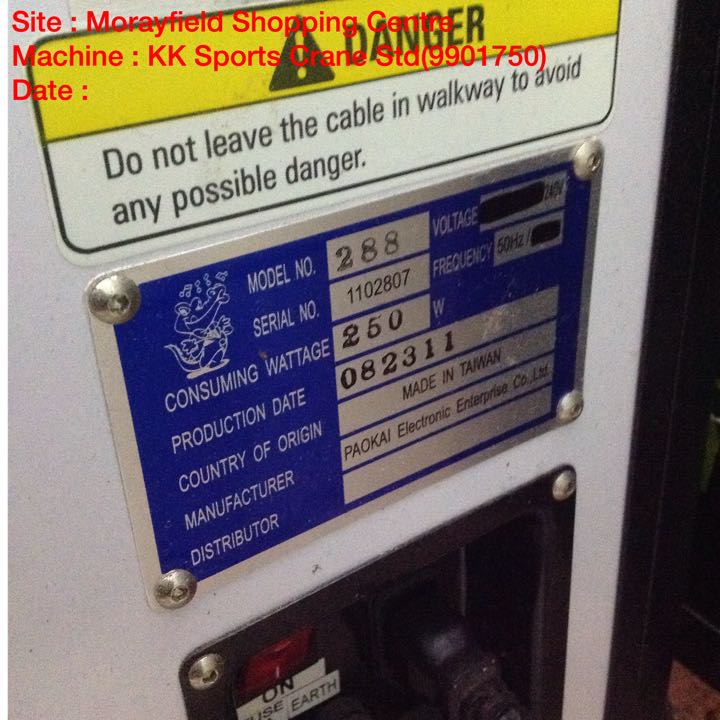 Site : Morayfield Shopping Centre
Machine : KK Sports Crane Std(9901750)
Date :
DANGER
Do not leave the cable in walkway to avoid
any possible danger.
MODEL NO. 288 VOLTAGE 240V
SERIAL NO. 1102807 FREQUENCY 50Hz /
CONSUMING WATTAGE 250 W
PRODUCTION DATE 082311
COUNTRY OF ORIGIN MADE IN TAIWAN
MANUFACTURER PAOKAI Electronic Enterprise Co., Ltd.
DISTRIBUTOR
ON
FUSE EARTH